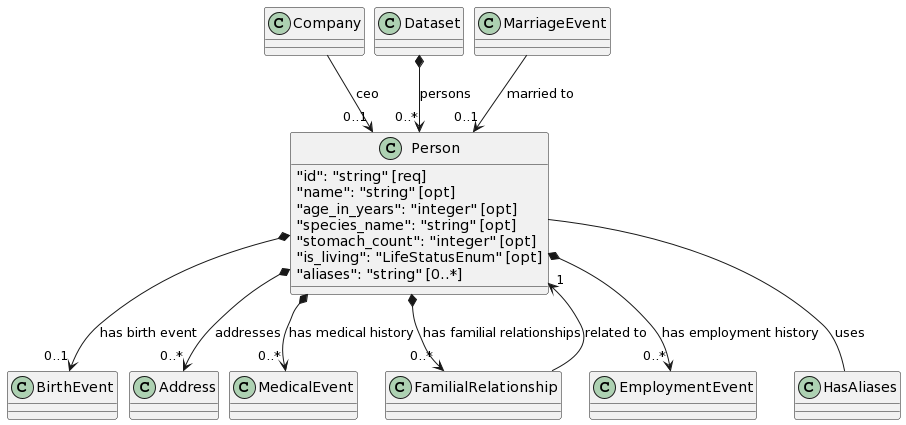 C Company
C Dataset
C MarriageEvent
ceo
persons
married to
0..1
0..*
0..1
C Person
"id": "string" [req]
"name": "string" [opt]
"age_in_years": "integer" [opt]
"species_name": "string" [opt]
"stomach_count": "integer" [opt]
"is_living": "LifeStatusEnum" [opt]
"aliases": "string" [0..*]
1
has birth event
addresses
has medical history
has familial relationships
related to
has employment history
uses
0..1
0..*
0..*
0..*
0..*
C BirthEvent
C Address
C MedicalEvent
C FamilialRelationship
C EmploymentEvent
C HasAliases